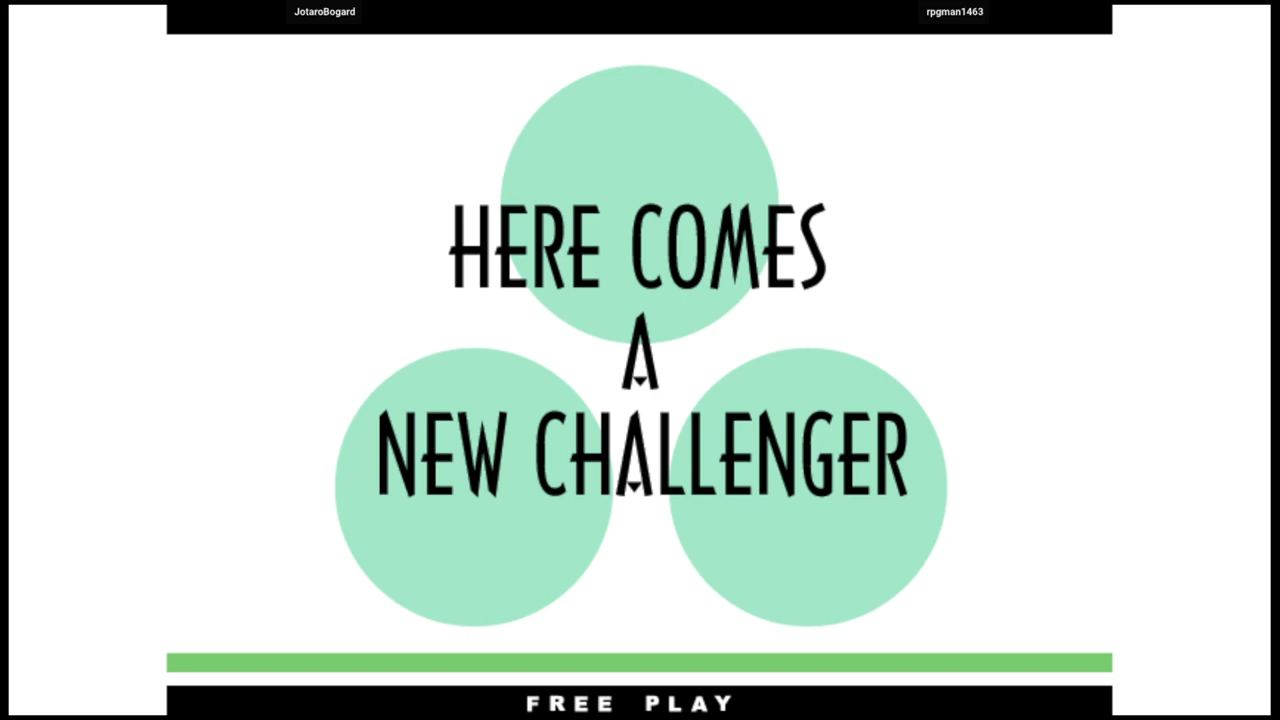 JotaroBogard
rpgman1463
HERE COMES
A
NEW CHALLENGER
FREE PLAY